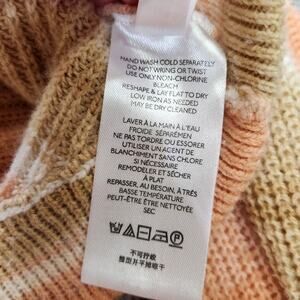 HAND WASH COLD SEPARATELY
DO NOT WRING OR TWIST
USE ONLY NON-CHLORINE
BLEACH
RESHAPE & LAY FLAT TO DRY
LOW IRON AS NEEDED
MAY BE DRY CLEANED
LAVER À LA MAIN À L'EAU
FROIDE SÉPARÉMEN
NE PAS TORDRE OU ESSORER
UTILISER UN AGENT DE
BLANCHIMENT SANS CHLORE
SI NÉCESSAIRE
REMODELER ET SÉCHER
À PLAT
REPASSER, AU BESOIN, À TRÈS
BASSE TEMPÉRATURE
PEUT-ÊTRE ÊTRE NETTOYÉE
SEC
不可拧绞